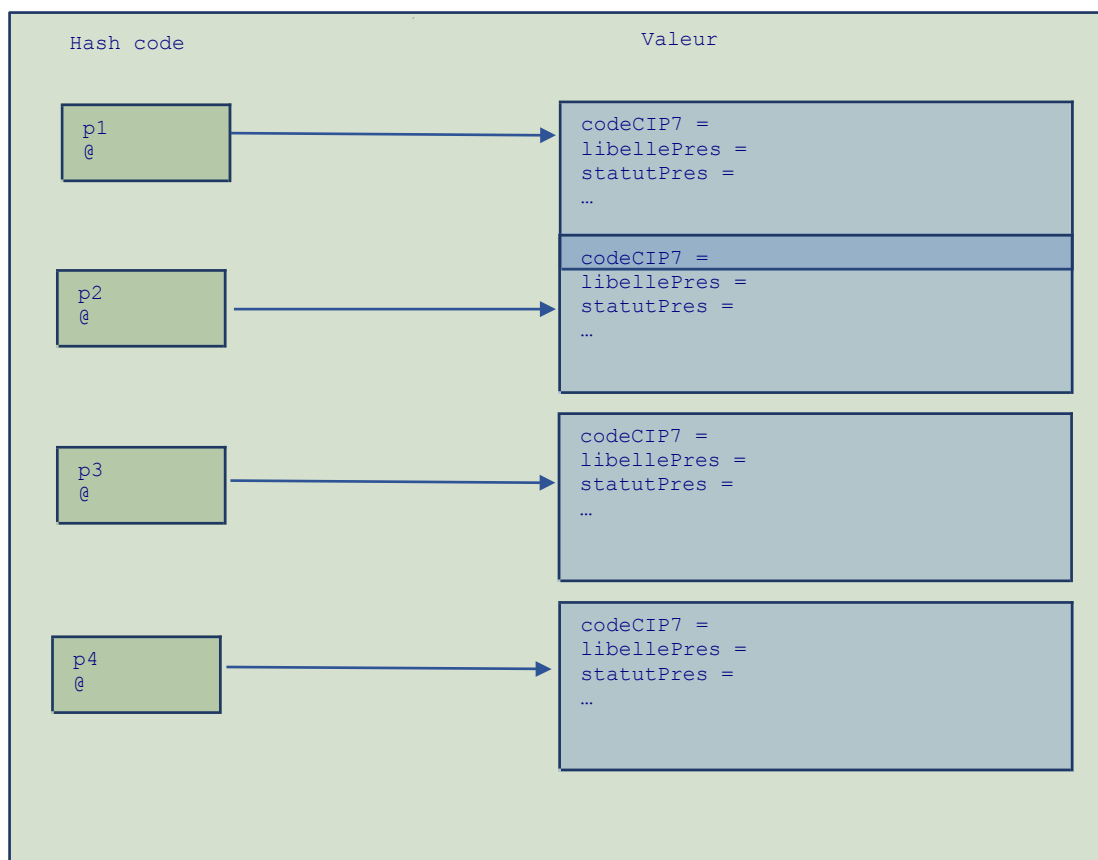 Hash code
Valeur
p1
@
codeCIP7 =
libellePres =
statutPres =
…
p2
@
codeCIP7 =
libellePres =
statutPres =
…
p3
@
codeCIP7 =
libellePres =
statutPres =
…
p4
@
codeCIP7 =
libellePres =
statutPres =
…